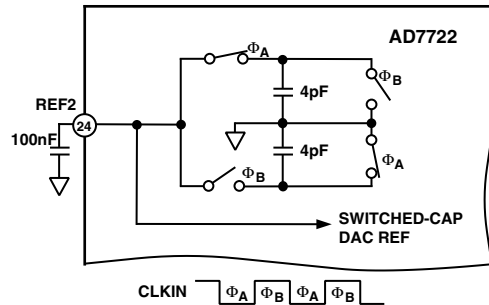 AD7722
ΦA
ΦB
REF2
24
4pF
100nF
4pF
ΦA
ΦB
SWITCHED-CAP
DAC REF
CLKIN ΦA ΦB ΦA ΦB